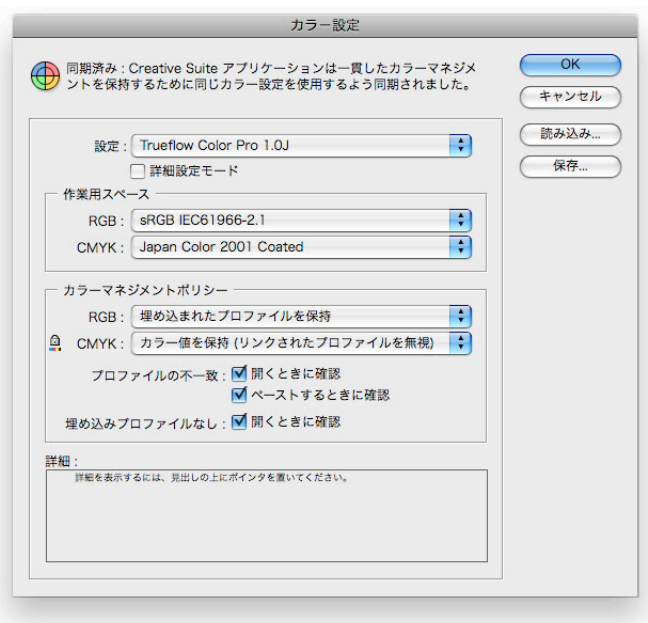 カラー設定
同期済み : Creative Suite アプリケーションは一貫したカラーマネジメ
ントを保持するために同じカラー設定を使用するよう同期されました。
OK
キャンセル
読み込み...
保存...
設定 : Trueflow Color Pro 1.0J
詳細設定モード
作業用スペース
RGB : sRGB IEC61966-2.1
CMYK : Japan Color 2001 Coated
カラーマネジメントポリシー
RGB : 埋め込まれたプロファイルを保持
CMYK : カラー値を保持 (リンクされたプロファイルを無視)
プロファイルの不一致 : 開くときに確認
ペーストするときに確認
埋め込みプロファイルなし : 開くときに確認
詳細 :
詳細を表示するには、見出しの上にポインタを置いてください。